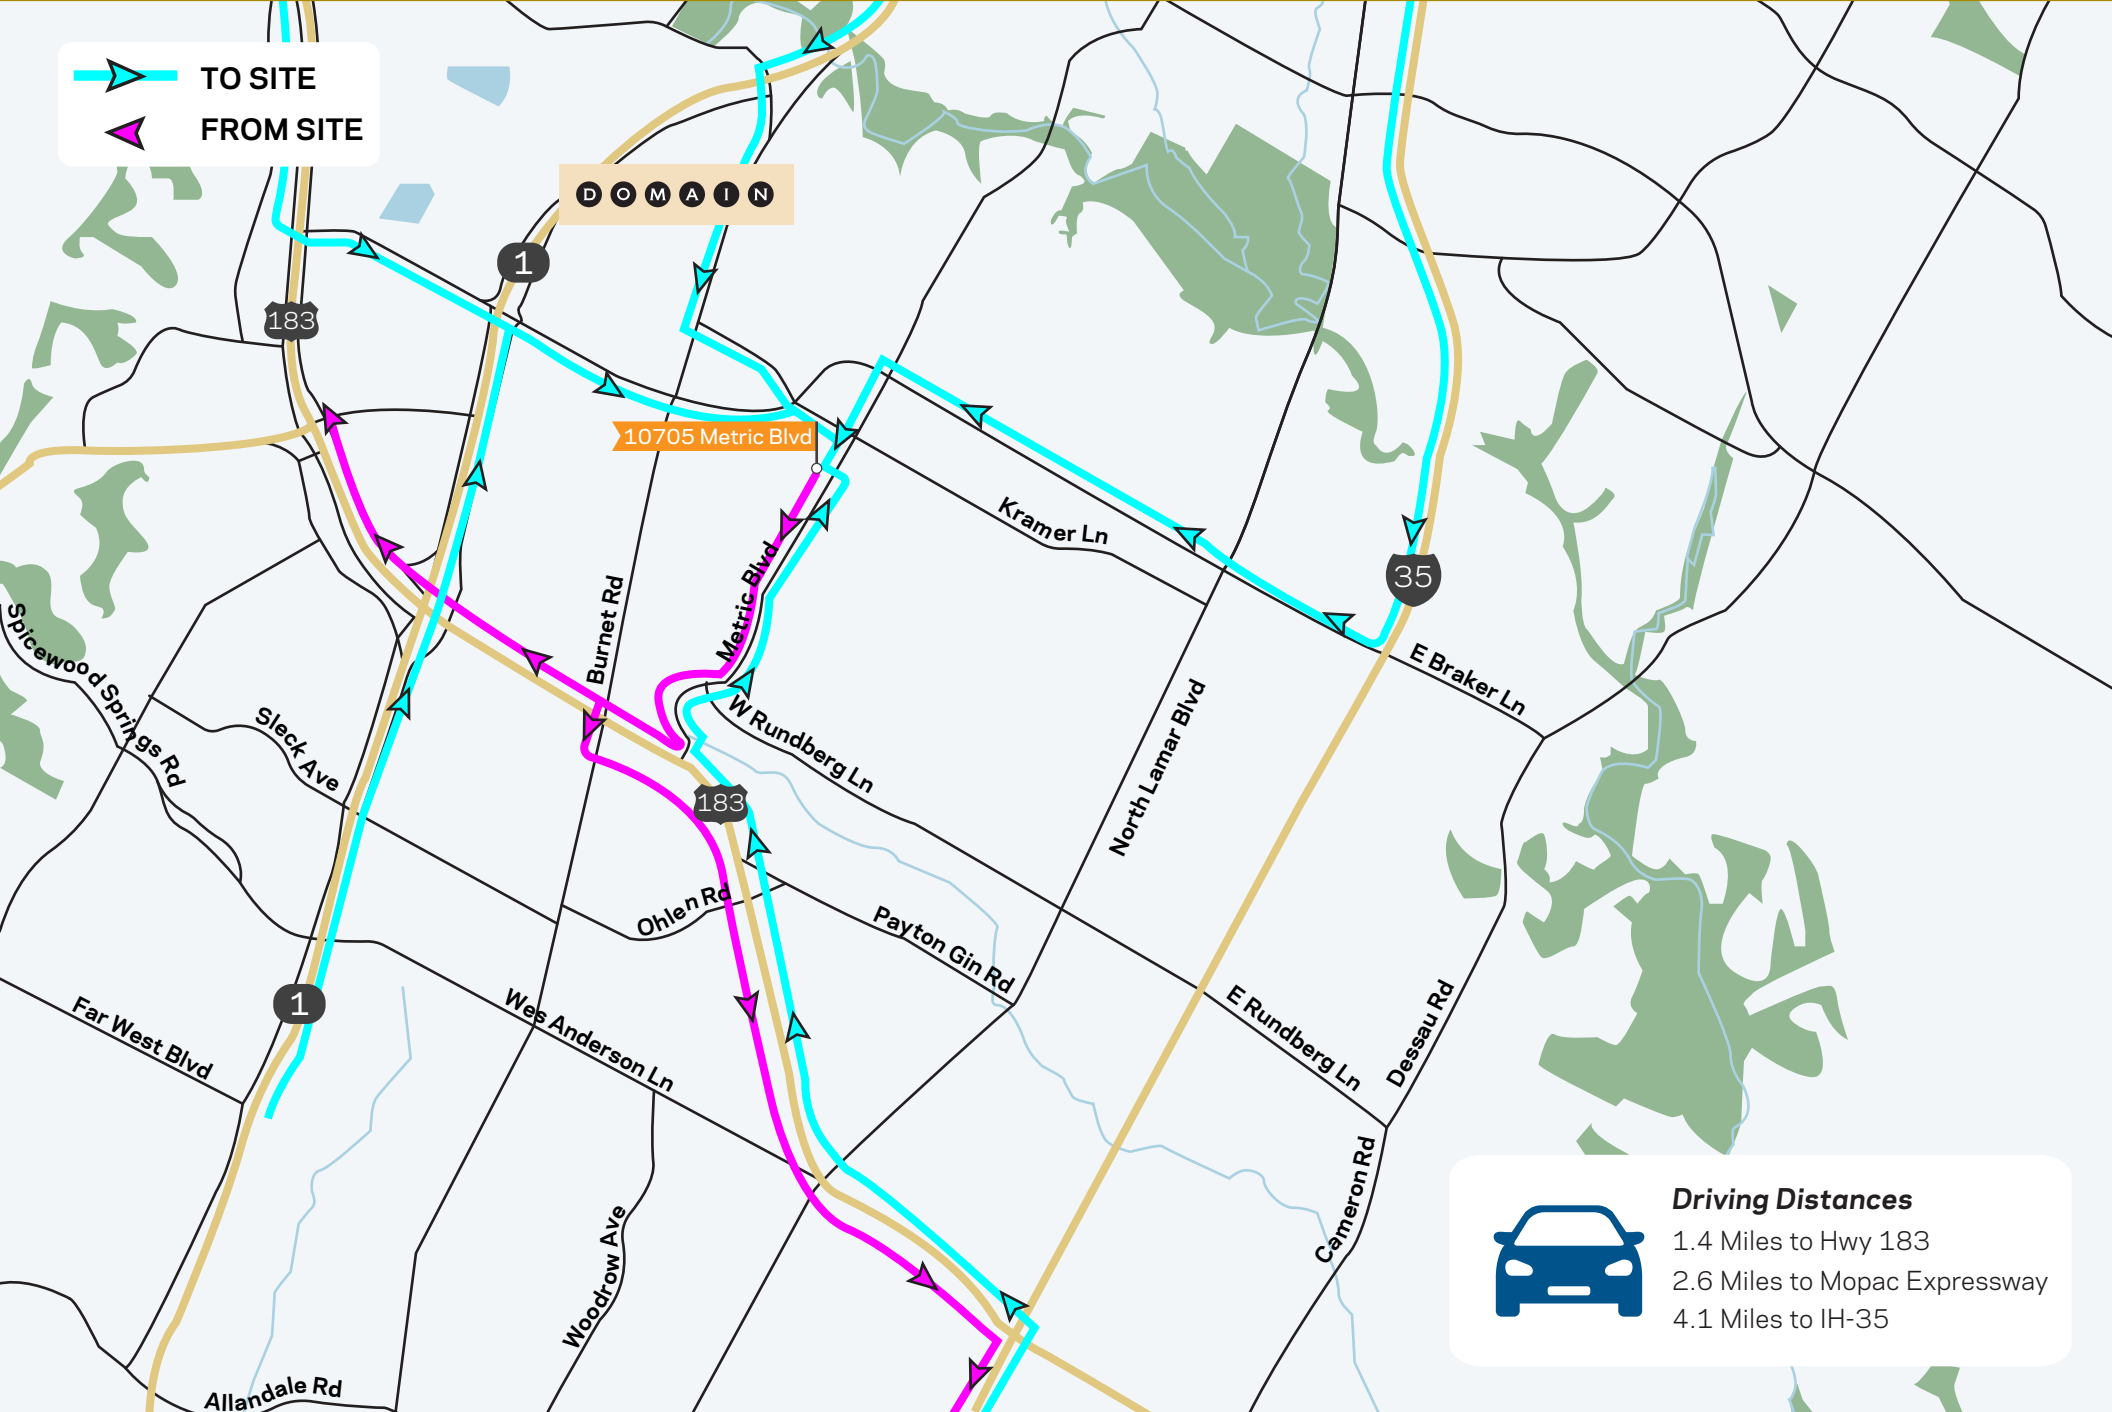 TO SITE
FROM SITE
DOMAIN
1
183
10705 Metric Blvd
Kramer Ln
35
Metric Blvd
Burnet Rd
Spicewood Springs Rd
E Braker Ln
North Lamar Blvd
W Rundberg Ln
Sleck Ave
183
Ohlen Rd
Payton Gin Rd
1
Far West Blvd
Wes Anderson Ln
E Rundberg Ln
Dessau Rd
Cameron Rd
Woodrow Ave
Allandale Rd
Driving Distances
1.4 Miles to Hwy 183
2.6 Miles to Mopac Expressway
4.1 Miles to IH-35